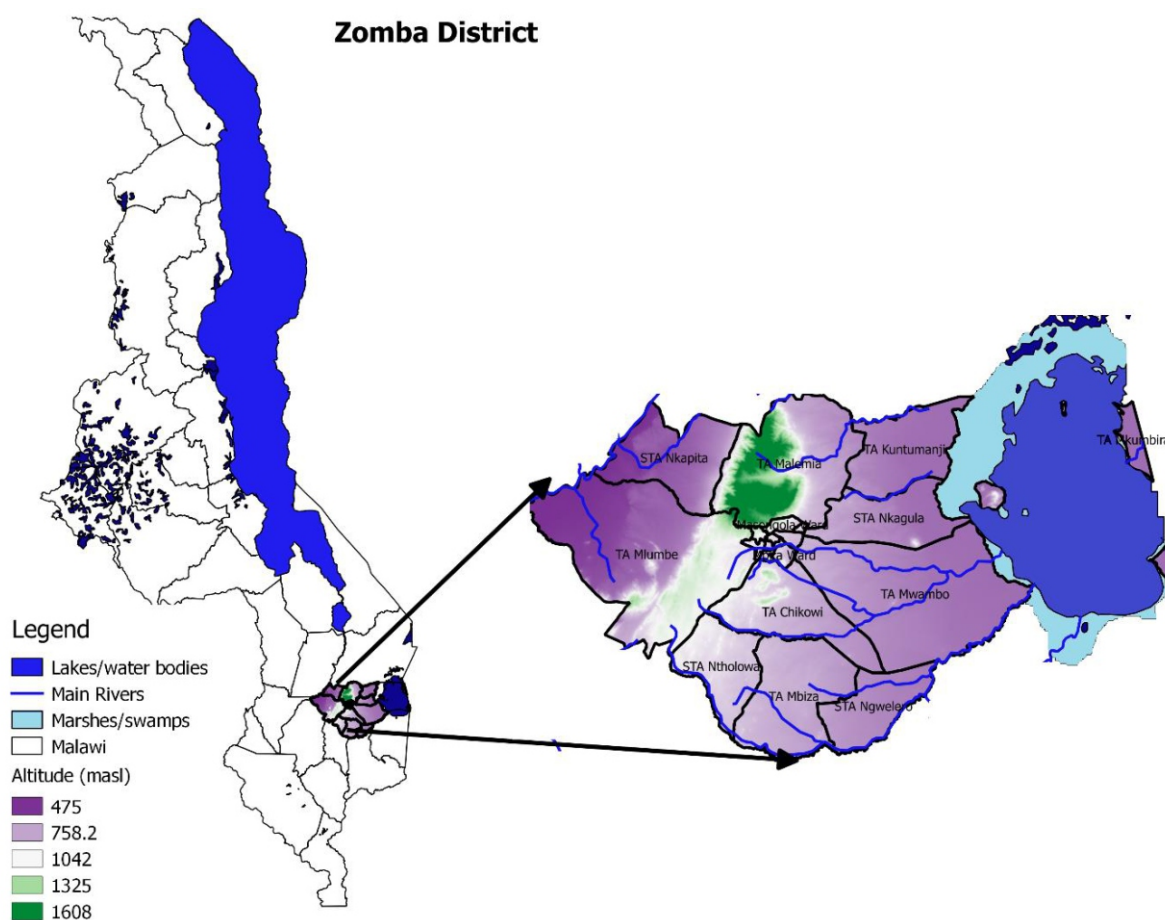 Zomba District
STA Nkapita
TA Malemia
TA Kuntumanji
STA Nkagula
TA Mlumbe
TA Mwambo
TA Chikowi
STA Ntholowa
TA Mbiza
STA Ngwelero
Legend
Lakes/water bodies
Main Rivers
Marshes/swamps
Malawi
Altitude (masl)
475
758.2
1042
1325
1608